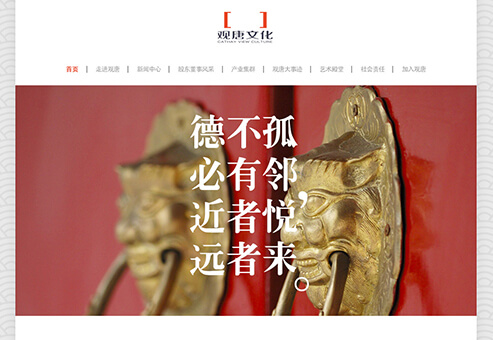 观唐文化
CATHAY VIEW CULTURE
首页 | 走进观唐 | 新闻中心 | 股东董事风采 | 产业集群 | 观唐大事迹 | 艺术殿堂 | 社会责任 | 加入观唐
德不孤
必有邻，
近者悦
远者来。